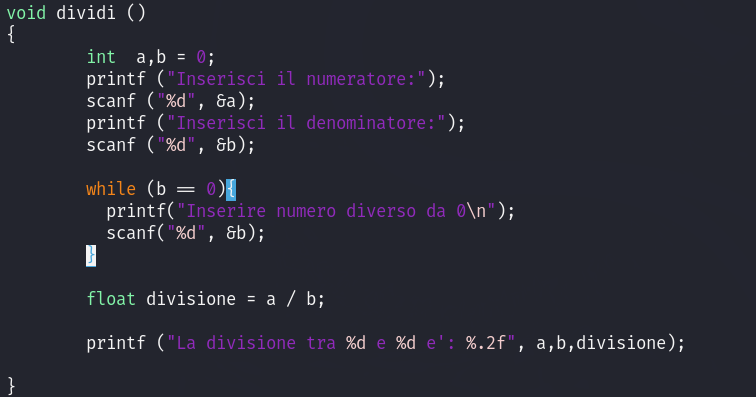 void dividi ()
{
        int  a,b = 0;
        printf ("Inserisci il numeratore:");
        scanf ("%d", &a);
        printf ("Inserisci il denominatore:");
        scanf ("%d", &b);

        while (b == 0){
          printf("Inserire numero diverso da 0\n");
          scanf("%d", &b);
        }

        float divisione = a / b;

        printf ("La divisione tra %d e %d e': %.2f", a,b,divisione);

}